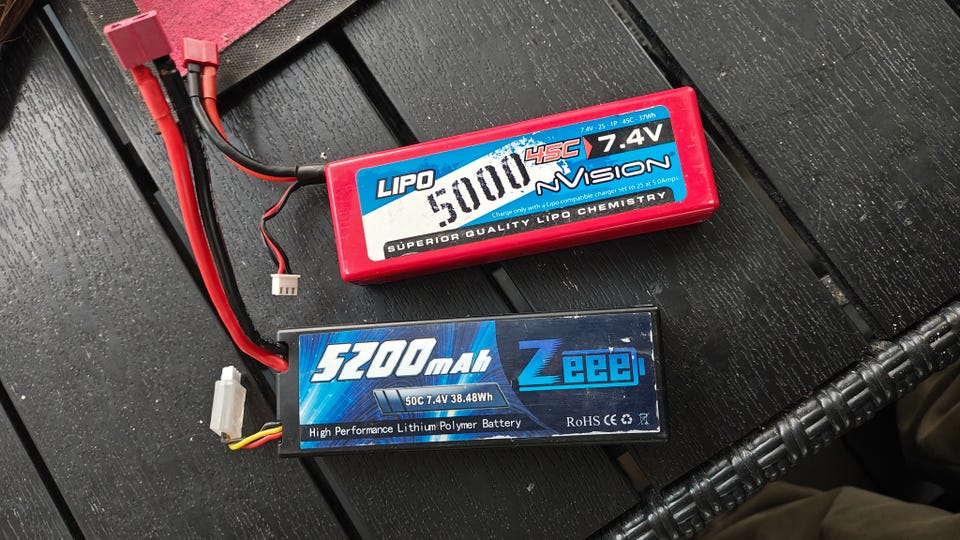 7.4V - 2S - 1P - 45C - 37Wh
LIPO 5000 45C 7.4V
nVISION
Charge only with a Lipo compatible charger set to 2S at 5.0Amps
SUPERIOR QUALITY LIPO CHEMISTRY
5200mAh Zeee
50C 7.4V 38.48Wh
High Performance Lithium Polymer Battery RoHS CE